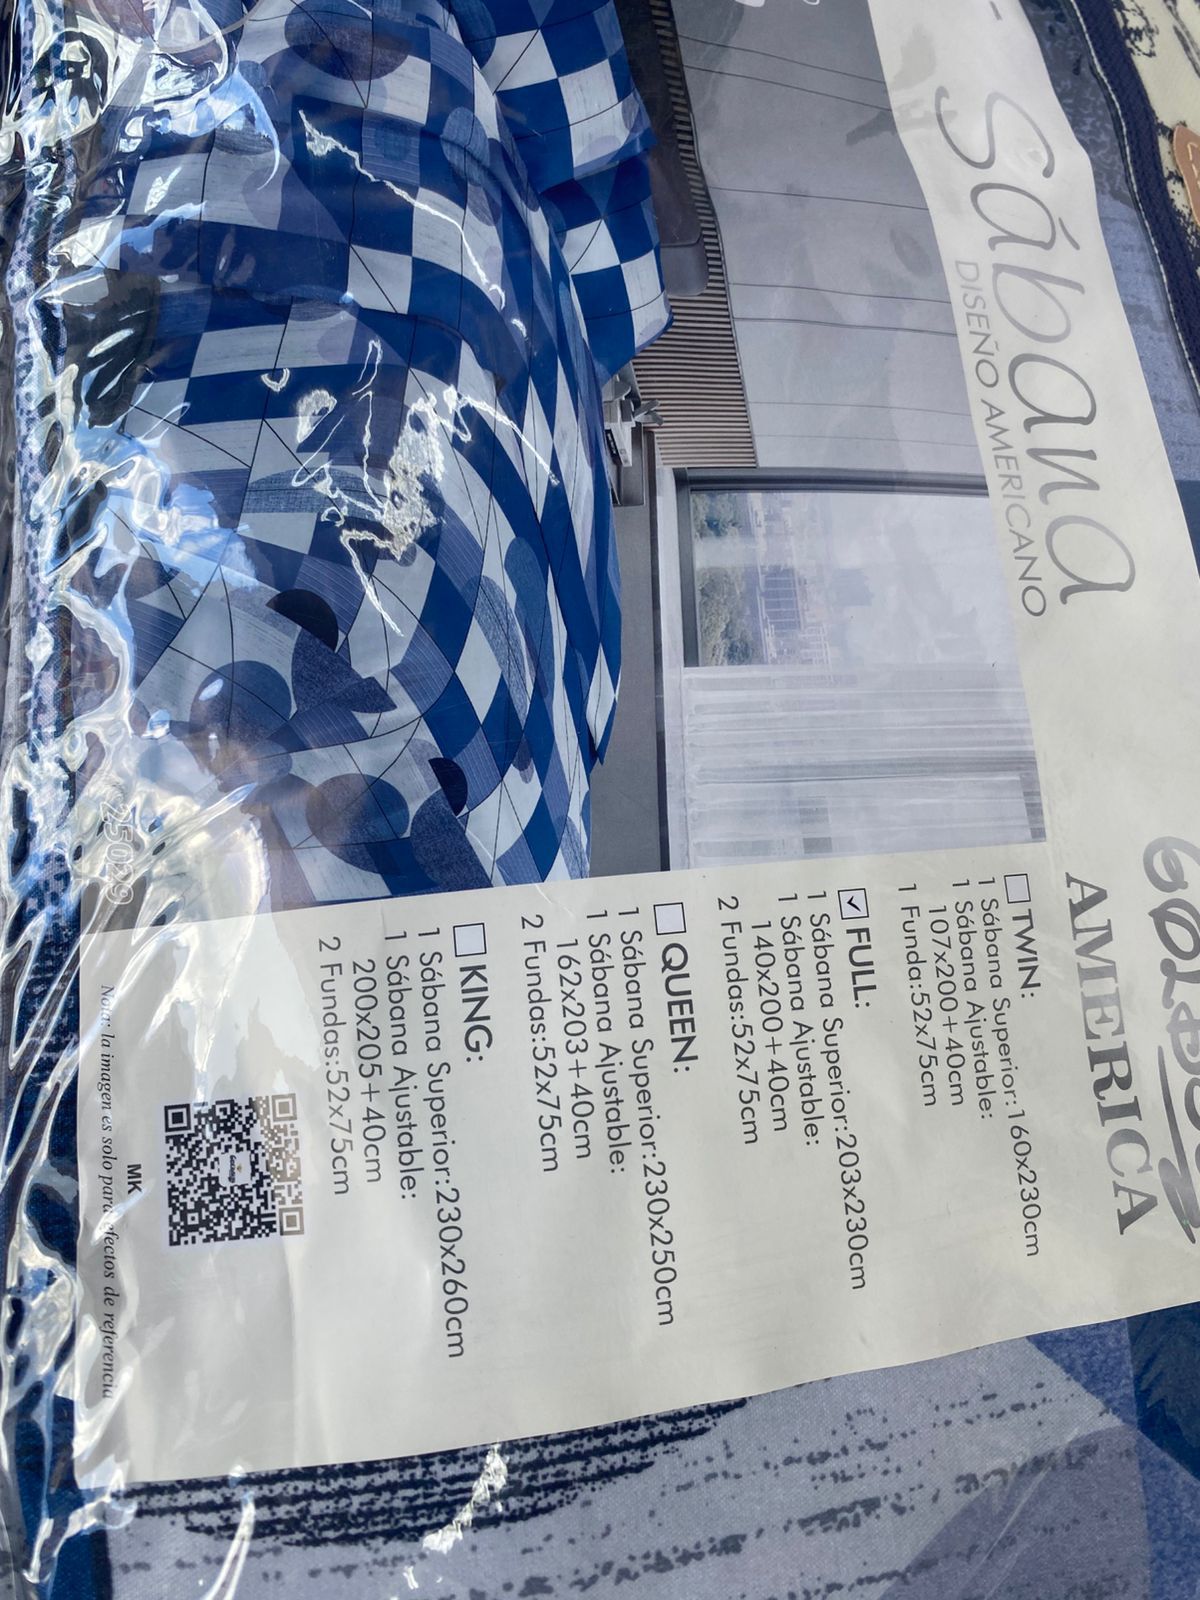 Sábana
DISEÑO AMERICANO
AMERICA
TWIN:
1 Sábana Superior:160x230cm
1 Sábana Ajustable:
107x200+40cm
1 Funda:52x75cm
FULL:
1 Sábana Superior:203x230cm
1 Sábana Ajustable:
140x200+40cm
2 Fundas:52x75cm
QUEEN:
1 Sábana Superior:230x250cm
1 Sábana Ajustable:
162x203+40cm
2 Fundas:52x75cm
KING:
1 Sábana Superior:230x260cm
1 Sábana Ajustable:
200x205+40cm
2 Fundas:52x75cm
MK
Nota: la imagen es solo para efectos de referencia
25029